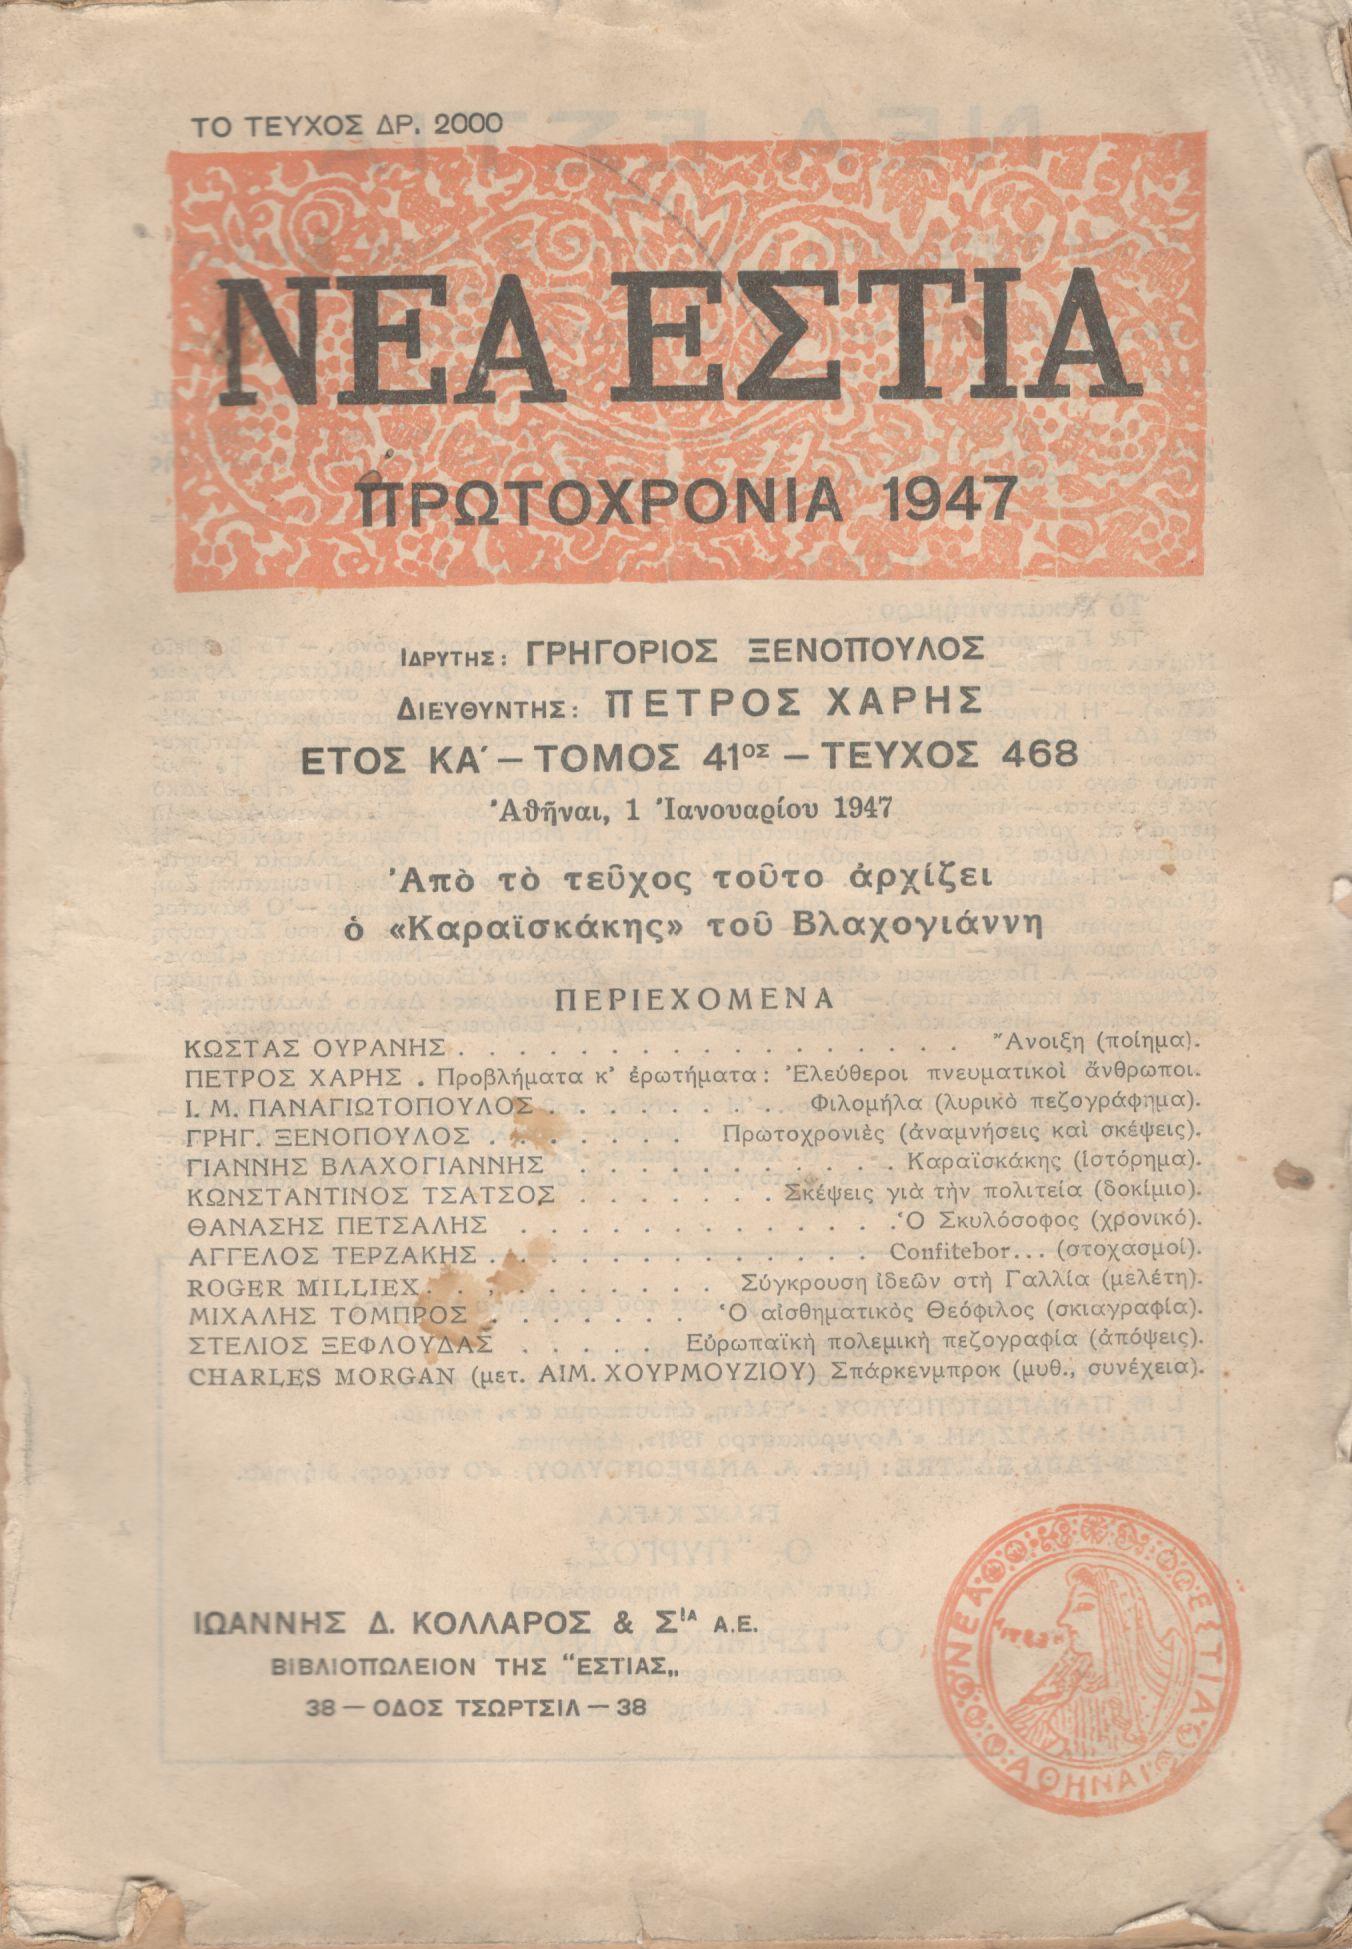 ΤΟ ΤΕΥΧΟΣ ΔΡ. 2000
ΝΕΑ ΕΣΤΙΑ
ΠΡΩΤΟΧΡΟΝΙΑ 1947
ΙΔΡΥΤΗΣ: ΓΡΗΓΟΡΙΟΣ ΞΕΝΟΠΟΥΛΟΣ
ΔΙΕΥΘΥΝΤΗΣ: ΠΕΤΡΟΣ ΧΑΡΗΣ
ΕΤΟΣ ΚΑ΄ – ΤΟΜΟΣ 41ΟΣ – ΤΕΥΧΟΣ 468
Ἀθῆναι, 1 Ἰανουαρίου 1947
Ἀπὸ τὸ τεῦχος τοῦτο ἀρχίζει
ὁ «Καραϊσκάκης» τοῦ Βλαχογιάννη
ΠΕΡΙΕΧΟΜΕΝΑ
ΚΩΣΤΑΣ ΟΥΡΑΝΗΣ . . . . . . . . . . . . . . . . . Ἄνοιξη (ποίημα).
ΠΕΤΡΟΣ ΧΑΡΗΣ . Προβλήματα κ' ἐρωτήματα: Ἐλεύθεροι πνευματικοὶ ἄνθρωποι.
Ι. Μ. ΠΑΝΑΓΙΩΤΟΠΟΥΛΟΣ . . . . . . . . Φιλομήλα (λυρικὸ πεζογράφημα).
ΓΡΗΓ. ΞΕΝΟΠΟΥΛΟΣ . . . . . . . Πρωτοχρονιὲς (ἀναμνήσεις καὶ σκέψεις).
ΓΙΑΝΝΗΣ ΒΛΑΧΟΓΙΑΝΝΗΣ . . . . . . . . . . . Καραϊσκάκης (ἱστόρημα).
ΚΩΝΣΤΑΝΤΙΝΟΣ ΤΣΑΤΣΟΣ . . . . . . . Σκέψεις γιὰ τὴν πολιτεία (δοκίμιο).
ΘΑΝΑΣΗΣ ΠΕΤΣΑΛΗΣ . . . . . . . . . . . . . Ὁ Σκυλόσοφος (χρονικό).
ΑΓΓΕΛΟΣ ΤΕΡΖΑΚΗΣ . . . . . . . . . . . . . Confitebor... (στοχασμοί).
ROGER MILLIEX . . . . . . . . . . Σύγκρουση ἰδεῶν στὴ Γαλλία (μελέτη).
ΜΙΧΑΛΗΣ ΤΟΜΠΡΟΣ . . . . . . . Ὁ αἰσθηματικὸς Θεόφιλος (σκιαγραφία).
ΣΤΕΛΙΟΣ ΞΕΦΛΟΥΔΑΣ . . . . . Εὐρωπαϊκὴ πολεμικὴ πεζογραφία (ἀπόψεις).
CHARLES MORGAN (μετ. ΑΙΜ. ΧΟΥΡΜΟΥΖΙΟΥ) Σπάρκενμπροκ (μυθ., συνέχεια).
ΙΩΑΝΝΗΣ Δ. ΚΟΛΛΑΡΟΣ & ΣΙΑ Α.Ε.
ΒΙΒΛΙΟΠΩΛΕΙΟΝ ΤΗΣ "ΕΣΤΙΑΣ„
38 — ΟΔΟΣ ΤΣΩΡΤΣΙΛ — 38
ΝΕΑ ΕΣΤΙΑ
ΑΘΗΝΑΙ